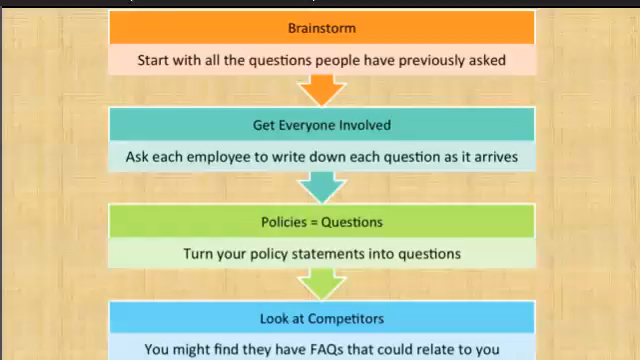 Brainstorm
Start with all the questions people have previously asked
Get Everyone Involved
Ask each employee to write down each question as it arrives
Policies = Questions
Turn your policy statements into questions
Look at Competitors
You might find they have FAQs that could relate to you